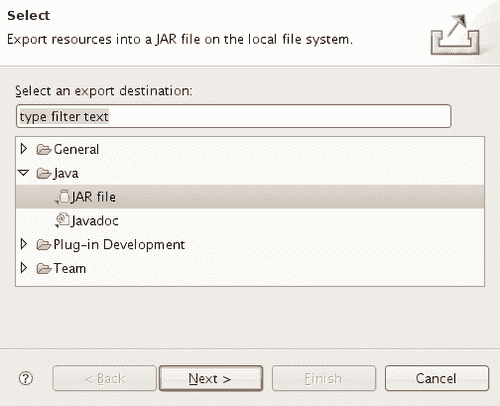 Select
Export resources into a JAR file on the local file system.
Select an export destination:
type filter text
General
Java
JAR file
Javadoc
Plug-in Development
Team
? < Back Next > Finish Cancel